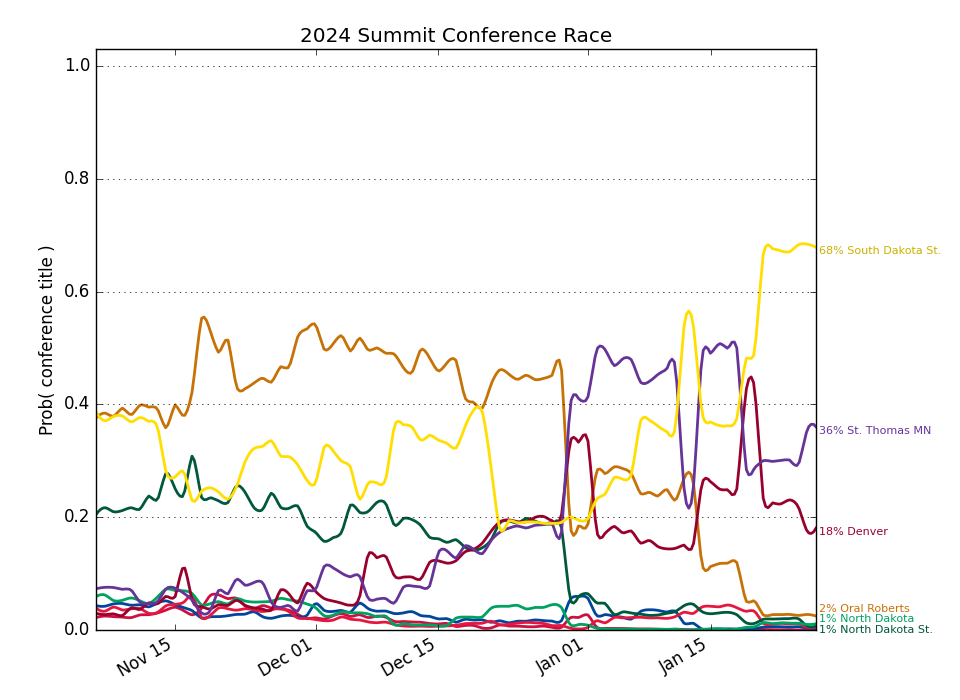 2024 Summit Conference Race
Prob( conference title )
1.0
0.8
0.6
0.4
0.2
0.0
Nov 15
Dec 01
Dec 15
Jan 01
Jan 15
68% South Dakota St.
36% St. Thomas MN
18% Denver
2% Oral Roberts
1% North Dakota
1% North Dakota St.